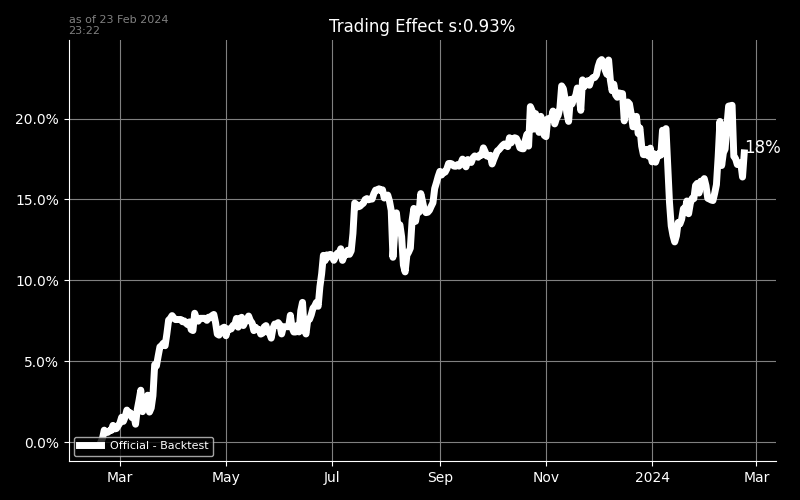 as of 23 Feb 2024
23:22
Trading Effect s:0.93%
20.0%
15.0%
10.0%
5.0%
0.0%
18%
Official - Backtest
Mar May Jul Sep Nov 2024 Mar